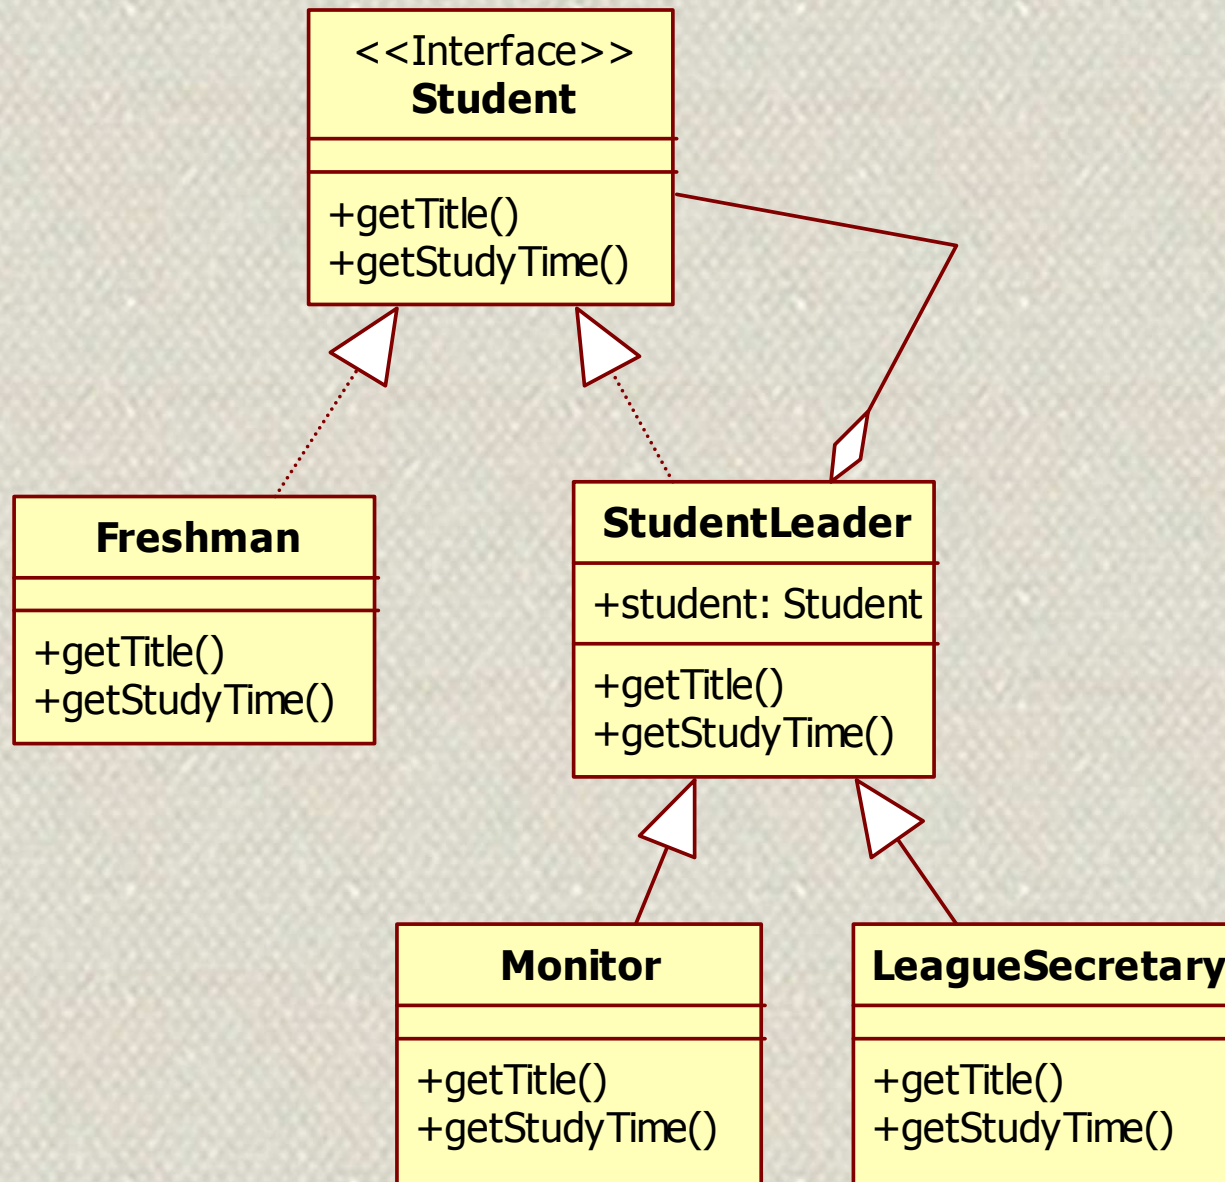 <<Interface>>
Student
+getTitle()
+getStudyTime()
Freshman
+getTitle()
+getStudyTime()
StudentLeader
+student: Student
+getTitle()
+getStudyTime()
Monitor
+getTitle()
+getStudyTime()
LeagueSecretary
+getTitle()
+getStudyTime()